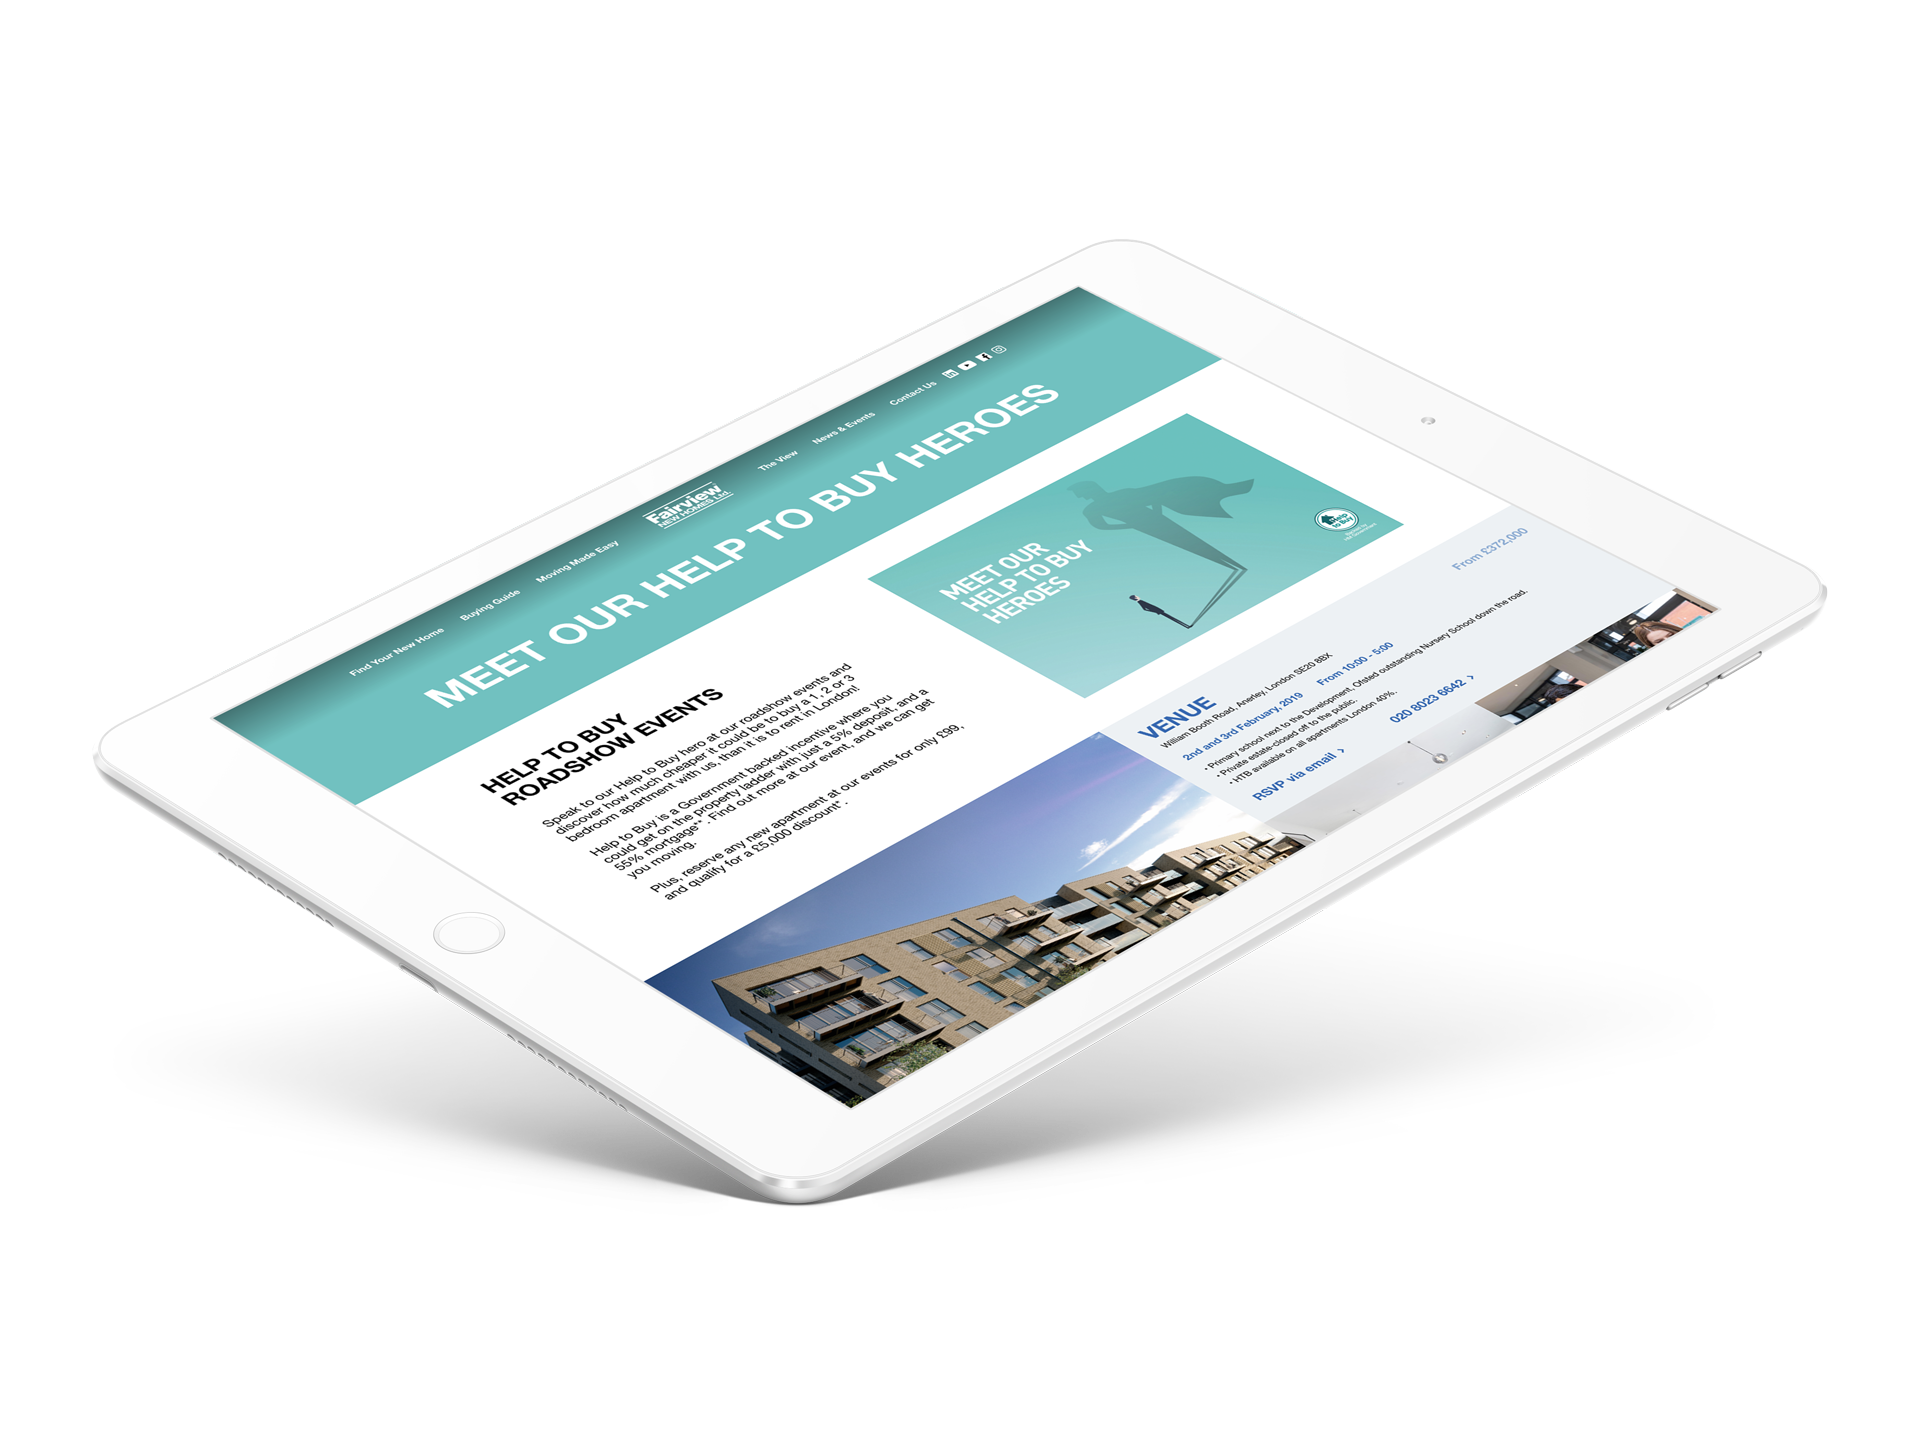 Find Your New Home
Buying Guide
Moving Made Easy
Fairview
NEW HOMES Ltd.
The View
News & Events
Contact Us
in
f
MEET OUR HELP TO BUY HEROES
HELP TO BUY
ROADSHOW EVENTS
Speak to our Help to Buy hero at our roadshow events and
discover how much cheaper it could be to buy a 1, 2 or 3
bedroom apartment with us, than it is to rent in London!
Help to Buy is a Government backed incentive where you
could get on the property ladder with just a 5% deposit, and a
55% mortgage**. Find out more at our event, and we can get
you moving.
Plus, reserve any new apartment at our events for only £99,
and qualify for a £5,000 discount*.
MEET OUR
HELP TO BUY
HEROES
Help
to Buy
VENUE
From £372,000
William Booth Road, Anerley, London SE20 8BX
2nd and 3rd February, 2019 From 10:00 - 5:00
• Primary school next to the Development, Ofsted outstanding Nursery School down the road.
• Private estate-closed off to the public.
• HTB available on all apartments London 40%.
RSVP via email ›
020 8023 6642 ›